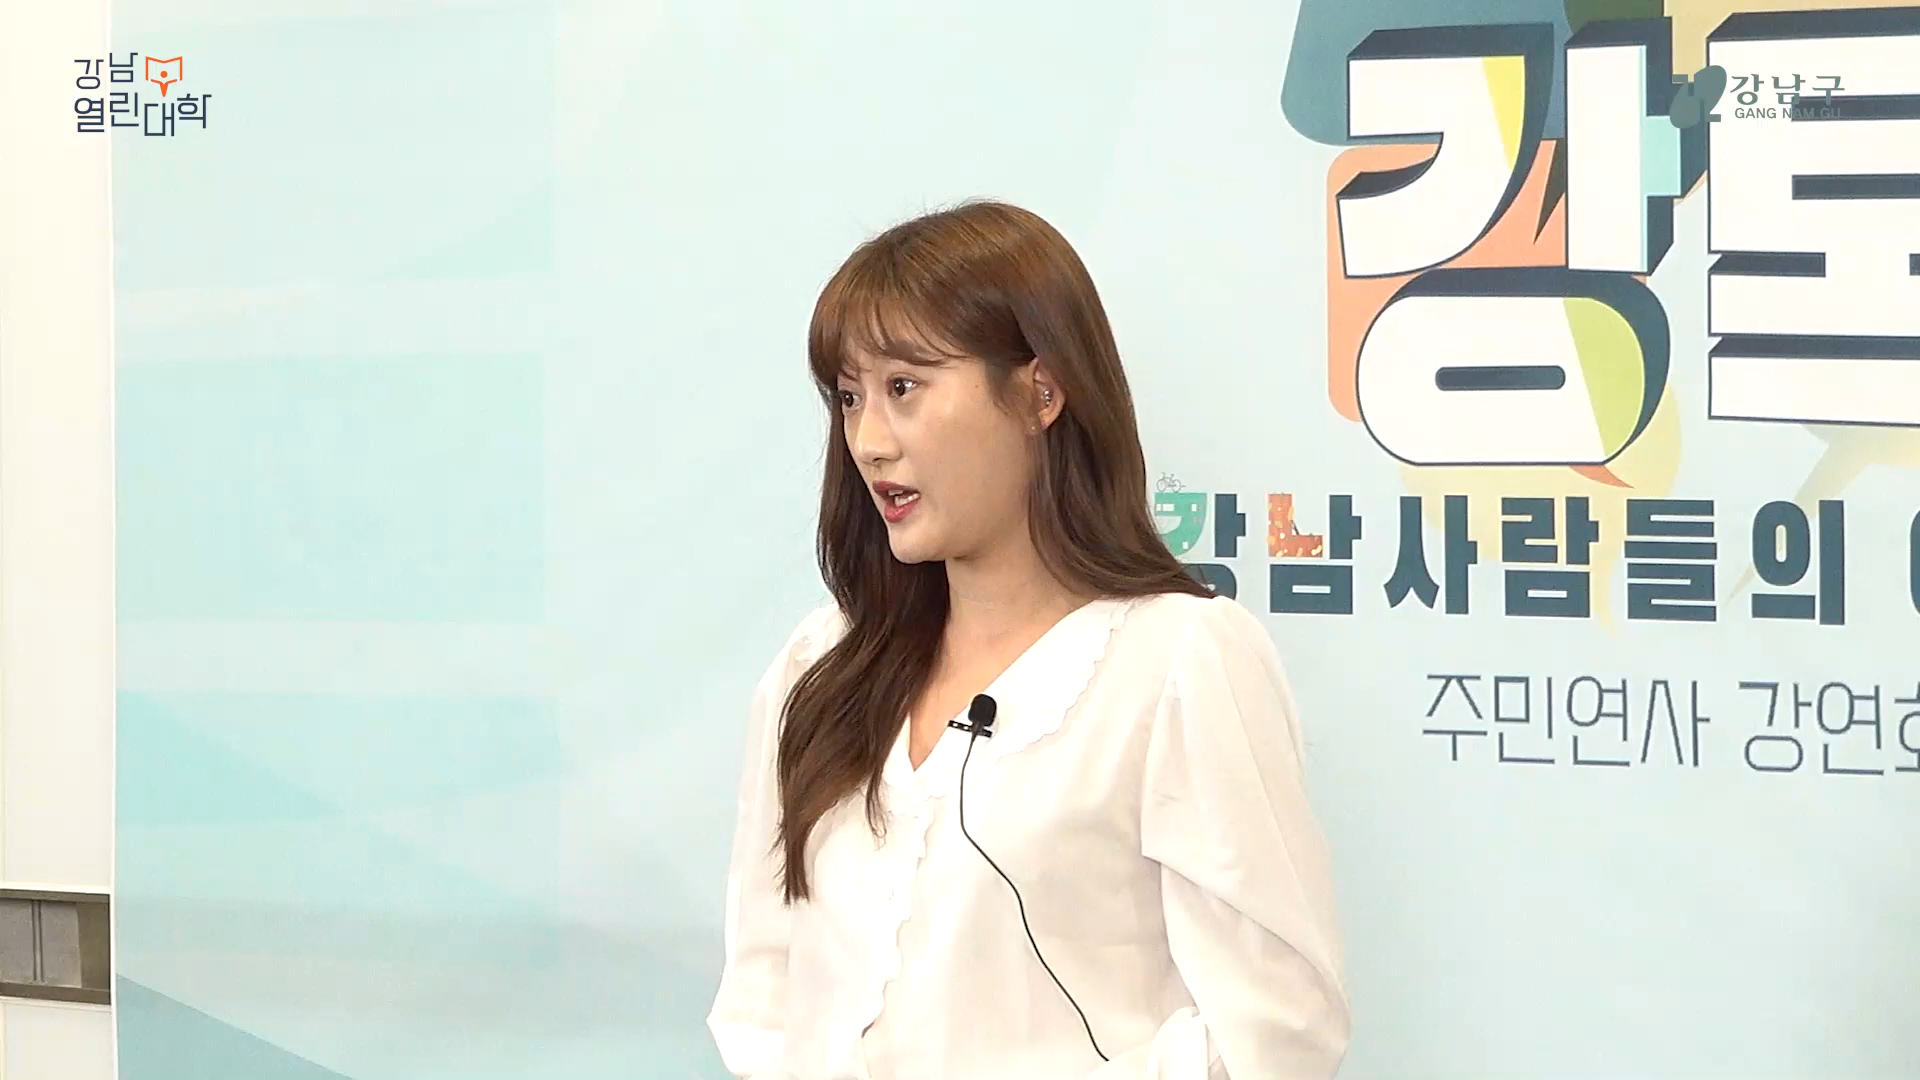 강남
열린대학
강남구
GANG NAM GU
강
강남사람들의
주민연사 강연